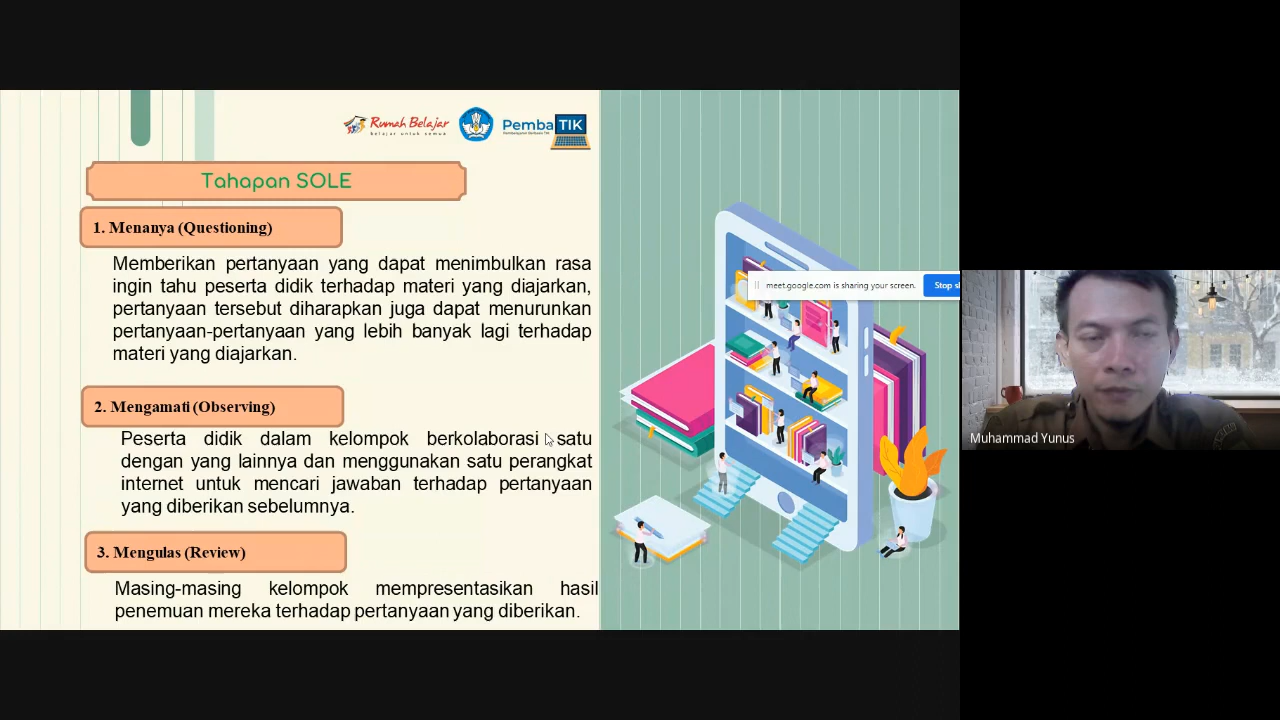 Rumah Belajar
belajar untuk semua
PembaTIK
Tahapan SOLE
1. Menanya (Questioning)
Memberikan pertanyaan yang dapat menimbulkan rasa
ingin tahu peserta didik terhadap materi yang diajarkan,
pertanyaan tersebut diharapkan juga dapat menurunkan
pertanyaan-pertanyaan yang lebih banyak lagi terhadap
materi yang diajarkan.
2. Mengamati (Observing)
Peserta didik dalam kelompok berkolaborasi satu
dengan yang lainnya dan menggunakan satu perangkat
internet untuk mencari jawaban terhadap pertanyaan
yang diberikan sebelumnya.
3. Mengulas (Review)
Masing-masing kelompok mempresentasikan hasil
penemuan mereka terhadap pertanyaan yang diberikan.
meet.google.com is sharing your screen.
Stop sh
Muhammad Yunus